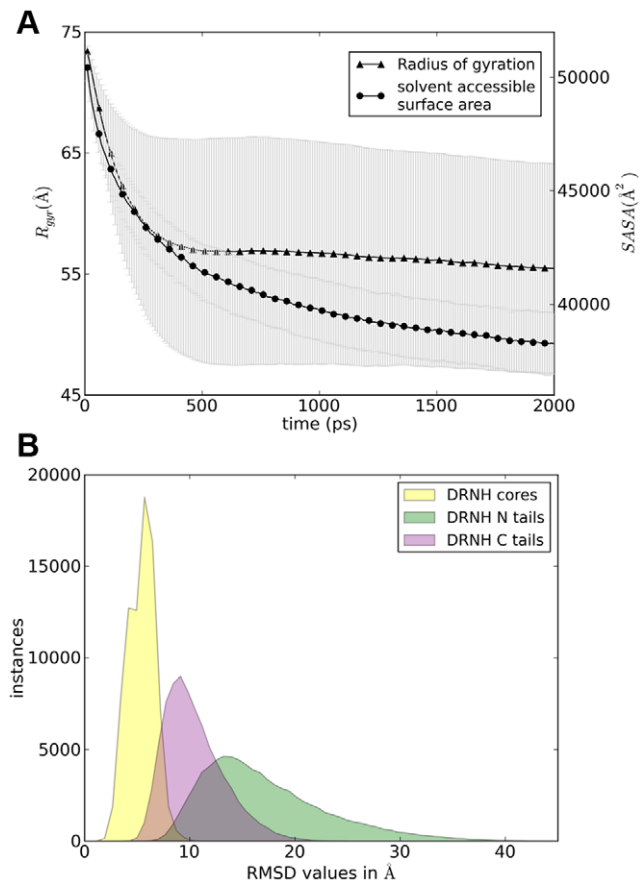 A
75
65
55
45
R_gyr(Å)
Radius of gyration
solvent accessible
surface area
50000
45000
40000
SASA(Å²)
0 500 1000 1500 2000
time (ps)
B
20000
15000
10000
5000
0
instances
DRNH cores
DRNH N tails
DRNH C tails
0 10 20 30 40
RMSD values in Å